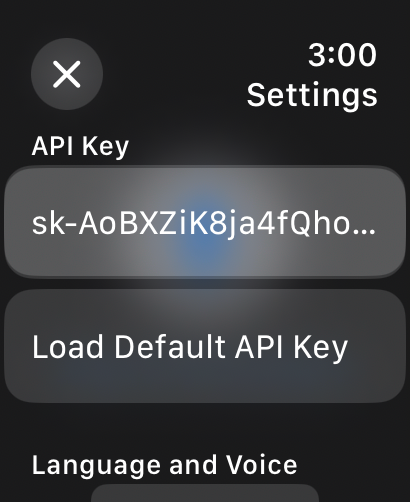 3:00
Settings
API Key
sk-AoBXZiK8ja4fQho...
Load Default API Key
Language and Voice